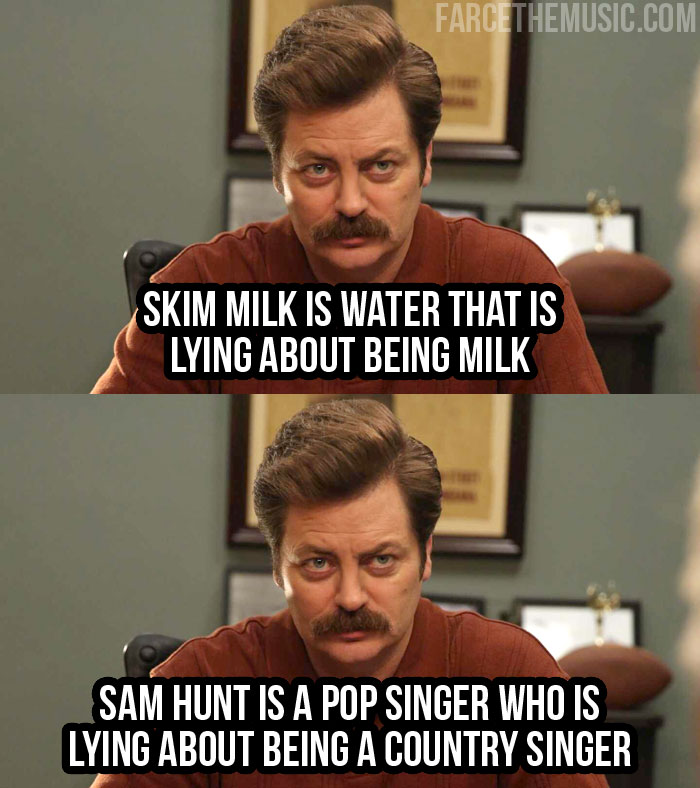 FARCETHEMUSIC.COM
SKIM MILK IS WATER THAT IS
LYING ABOUT BEING MILK
SAM HUNT IS A POP SINGER WHO IS
LYING ABOUT BEING A COUNTRY SINGER